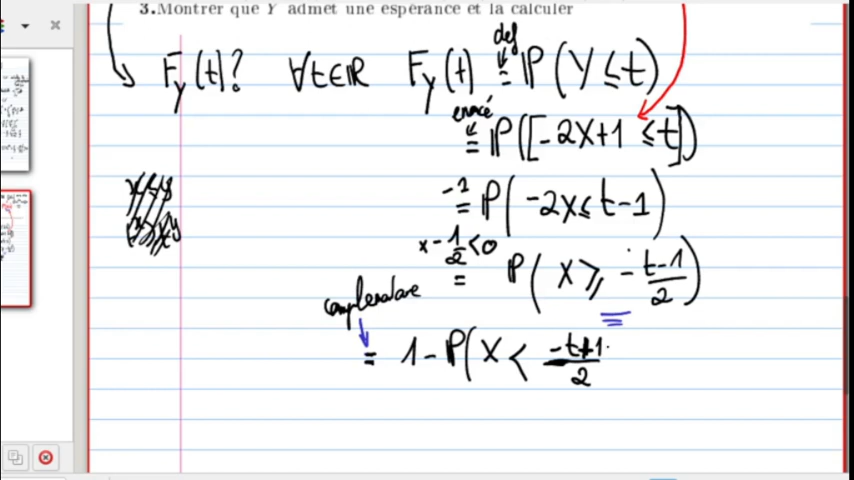 3.Montrer que Y admet une espérance et la calculer
F_Y(t)? ∀t∈ℝ F_Y(t) = ℙ(Y≤t)
def
énoncé
= ℙ([-2X+1 ≤ t])
-1
= ℙ(-2X ≤ t-1)
x -1/2 <0
= ℙ(X ≥ -(t-1)/2)
complémentaire
= 1-ℙ(X < (-t+1)/2